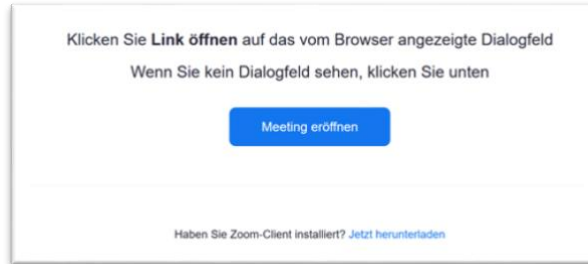 Klicken Sie Link öffnen auf das vom Browser angezeigte Dialogfeld
Wenn Sie kein Dialogfeld sehen, klicken Sie unten
Meeting eröffnen
Haben Sie Zoom-Client installiert? Jetzt herunterladen